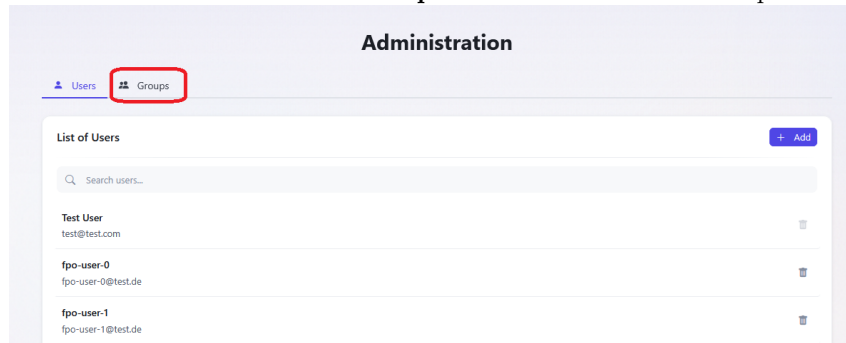 Administration
Users Groups
List of Users
+ Add
Search users...
Test User
test@test.com
fpo-user-0
fpo-user-0@test.de
fpo-user-1
fpo-user-1@test.de